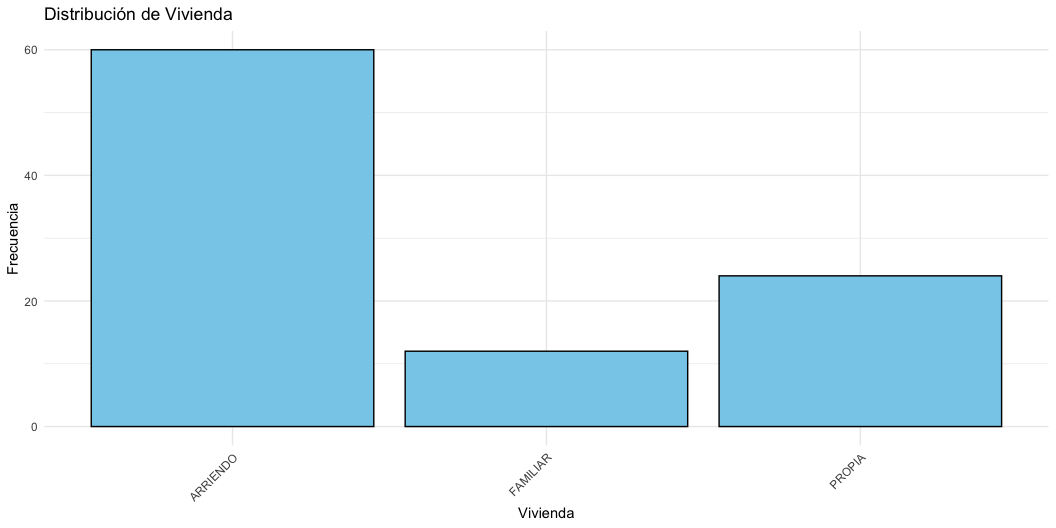 Distribución de Vivienda
Frecuencia
60
40
20
0
ARRIENDO
FAMILIAR
PROPIA
Vivienda